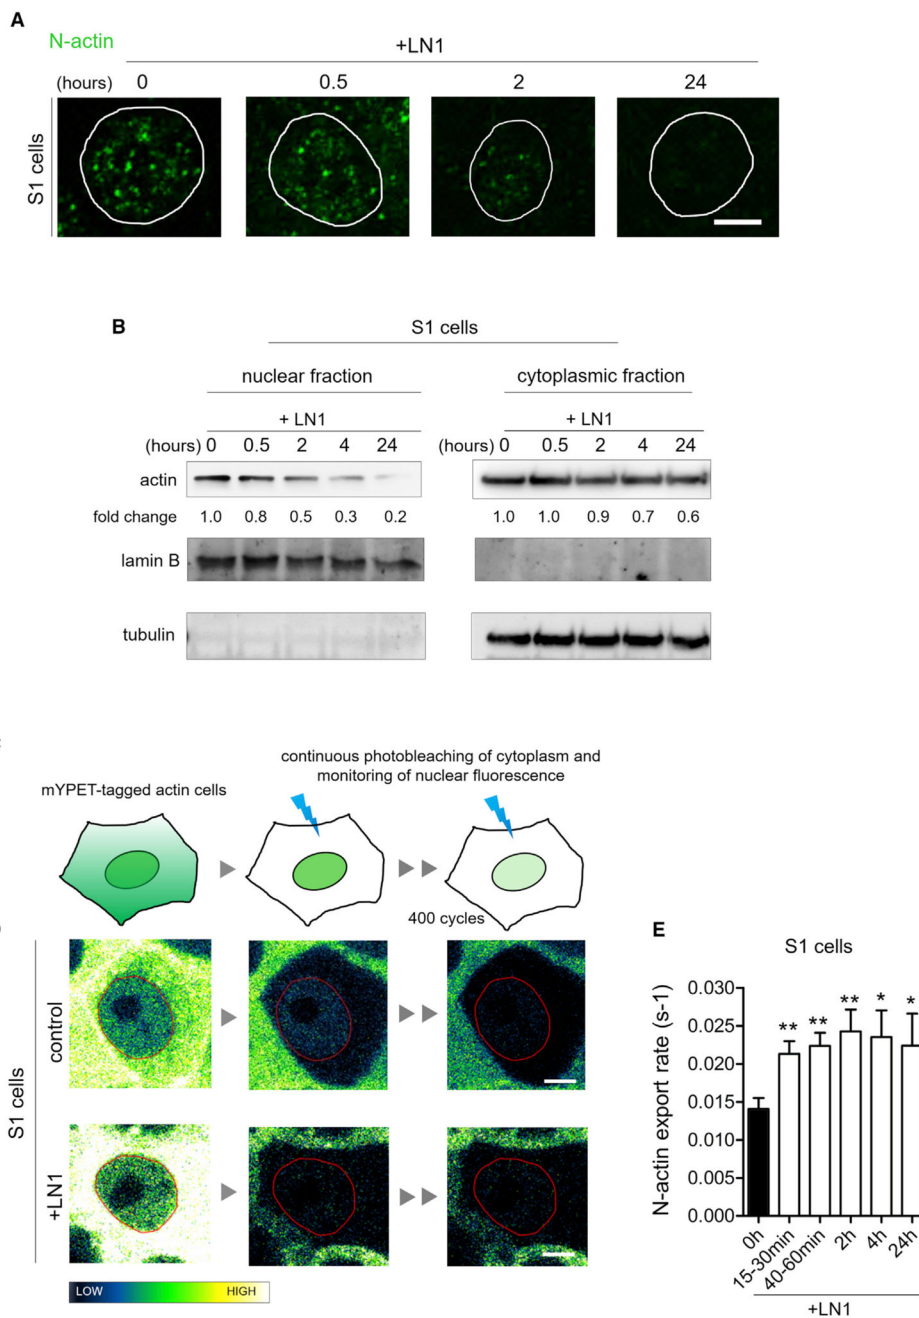 A
N-actin
+LN1
(hours) 0 0.5 2 24
S1 cells
B
S1 cells
nuclear fraction cytoplasmic fraction
+ LN1 + LN1
(hours) 0 0.5 2 4 24 (hours) 0 0.5 2 4 24
actin
fold change 1.0 0.8 0.5 0.3 0.2 1.0 1.0 0.9 0.7 0.6
lamin B
tubulin
continuous photobleaching of cytoplasm and
monitoring of nuclear fluorescence
mYPET-tagged actin cells
400 cycles
S1 cells
control
+LN1
LOW HIGH
E
S1 cells
N-actin export rate (s-1)
0.030
0.025
0.020
0.015
0.010
0.005
0.000
** ** ** * *
0h 15-30min 40-60min 2h 4h 24h
+LN1